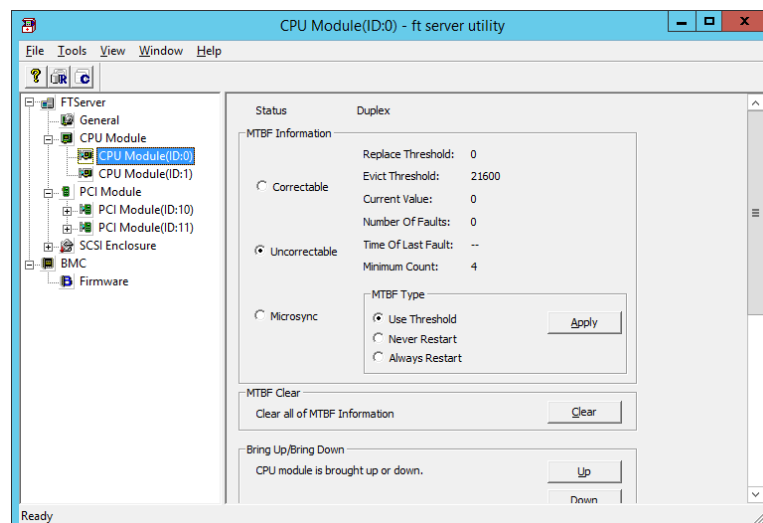 CPU Module(ID:0) - ft server utility
File Tools View Window Help
FTServer
General
CPU Module
CPU Module(ID:0)
CPU Module(ID:1)
PCI Module
PCI Module(ID:10)
PCI Module(ID:11)
SCSI Enclosure
BMC
Firmware
Status Duplex
MTBF Information
Replace Threshold: 0
Evict Threshold: 21600
Correctable
Current Value: 0
Number Of Faults: 0
Time Of Last Fault: --
Uncorrectable
Minimum Count: 4
MTBF Type
Microsync
Use Threshold
Apply
Never Restart
Always Restart
MTBF Clear
Clear all of MTBF Information
Clear
Bring Up/Bring Down
CPU module is brought up or down.
Up
Down
Ready